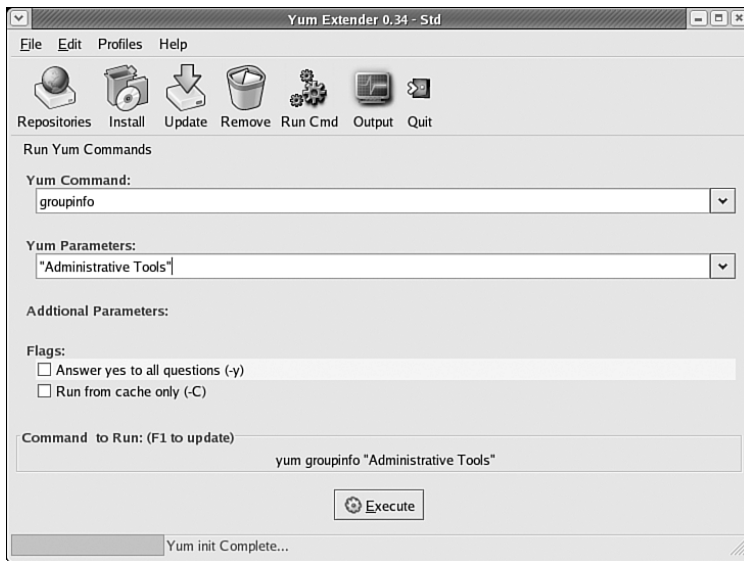 Yum Extender 0.34 - Std
File Edit Profiles Help
Repositories Install Update Remove Run Cmd Output Quit
Run Yum Commands
Yum Command:
groupinfo
Yum Parameters:
"Administrative Tools"
Addtional Parameters:
Flags:
Answer yes to all questions (-y)
Run from cache only (-C)
Command to Run: (F1 to update)
yum groupinfo "Administrative Tools"
Execute
Yum init Complete...